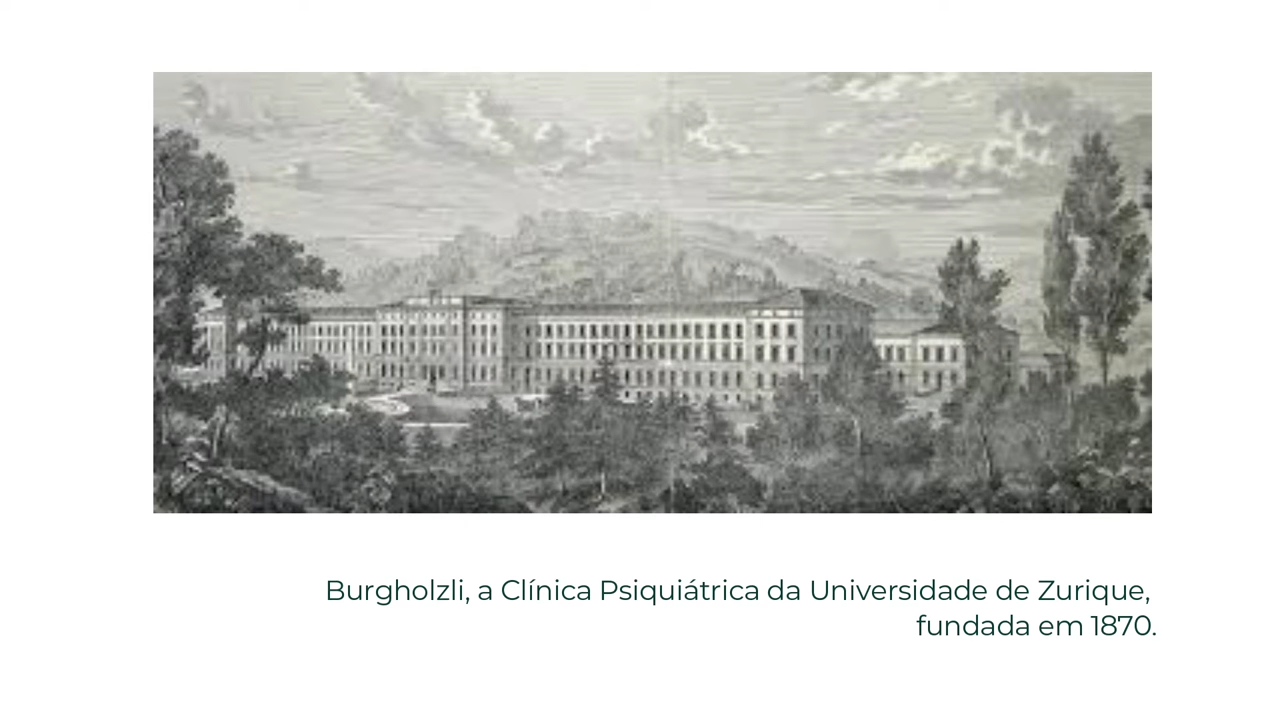 Burgholzli, a Clínica Psiquiátrica da Universidade de Zurique,
fundada em 1870.